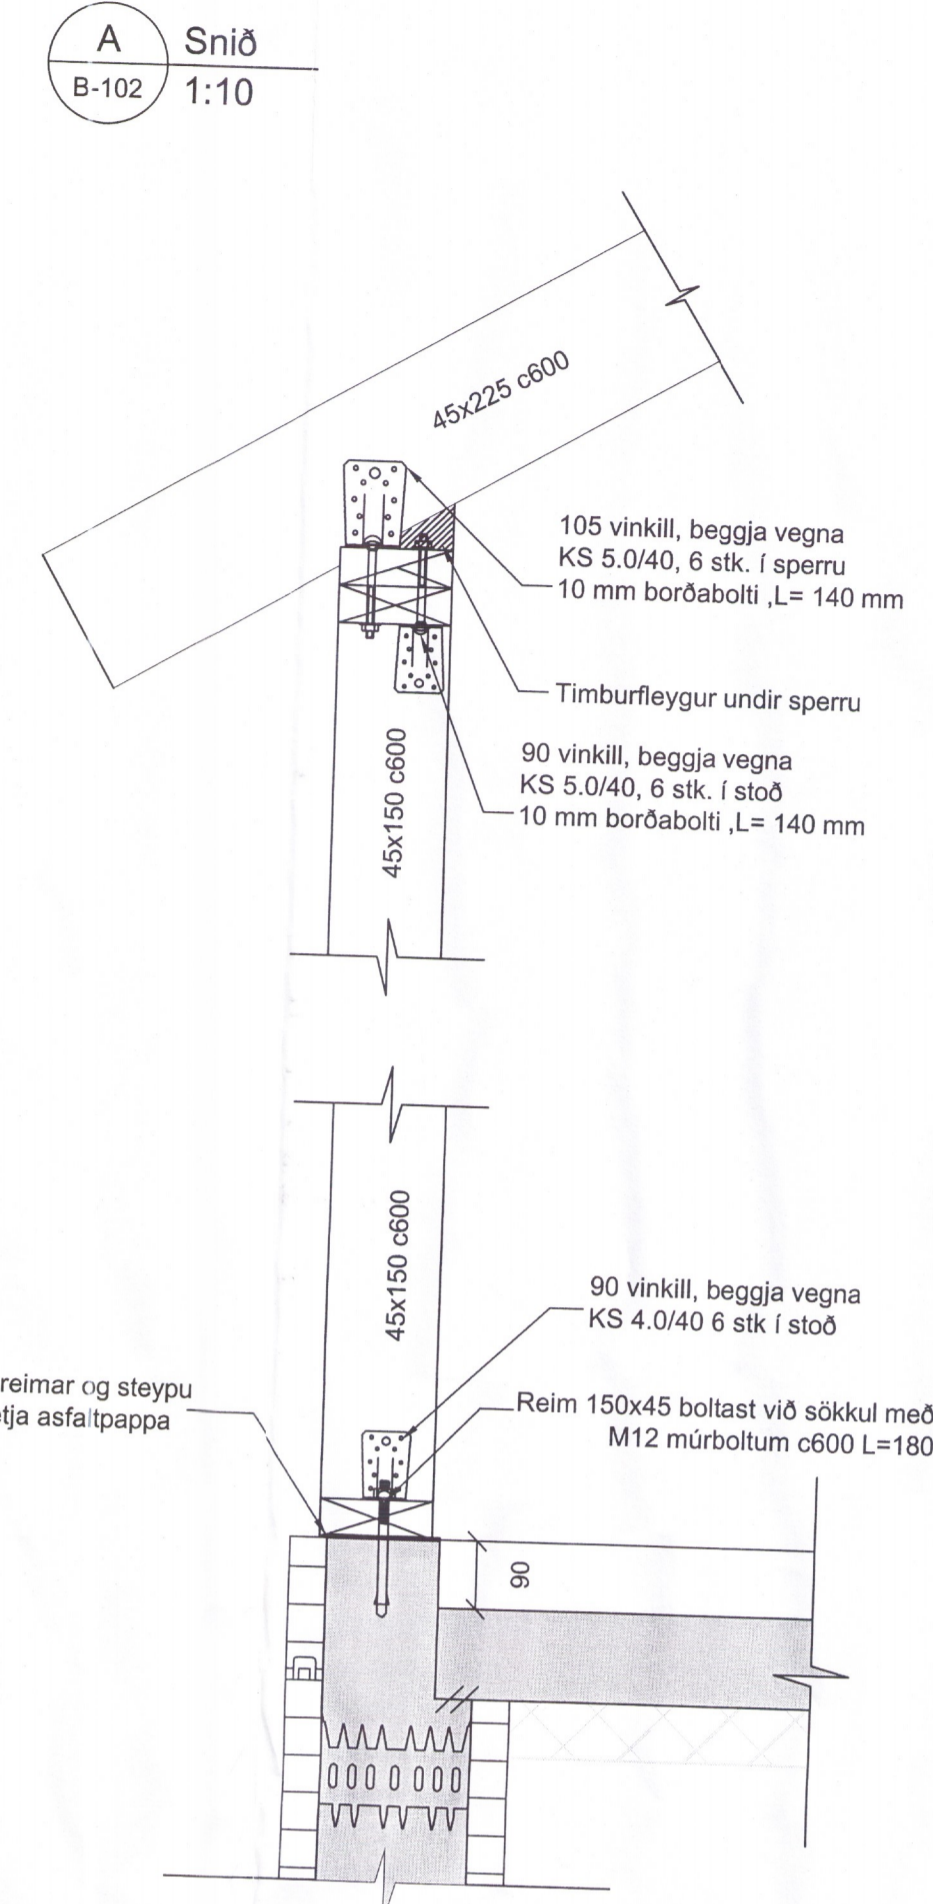 A
Snið
B-102
1:10
45x225 c600
105 vinkill, beggja vegna
KS 5.0/40, 6 stk. í sperru
10 mm borðabolti ,L= 140 mm
Timburfleygur undir sperru
90 vinkill, beggja vegna
KS 5.0/40, 6 stk. í stoð
10 mm borðabolti ,L= 140 mm
45x150 c600
45x150 c600
90 vinkill, beggja vegna
KS 4.0/40 6 stk í stoð
reimar og steypu
asfaltpappa
Reim 150x45 boltast við sökkul með
M12 múrboltum c600 L=180
90